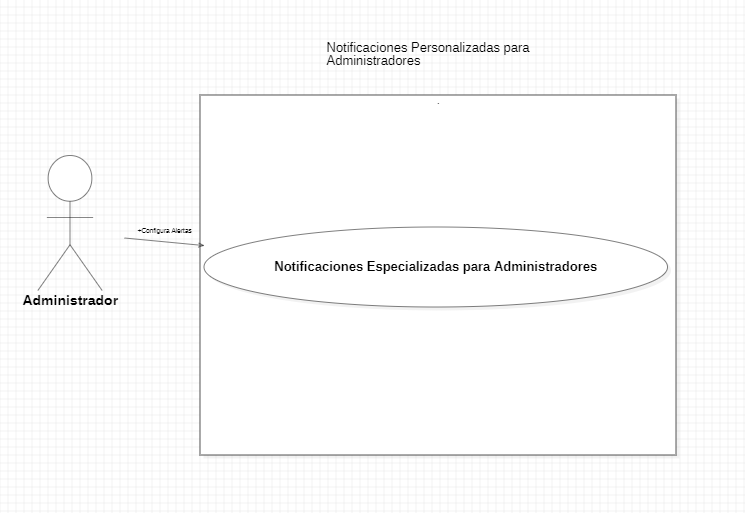 Notificaciones Personalizadas para
Administradores
+Configura Alertas
Notificaciones Especializadas para Administradores
Administrador